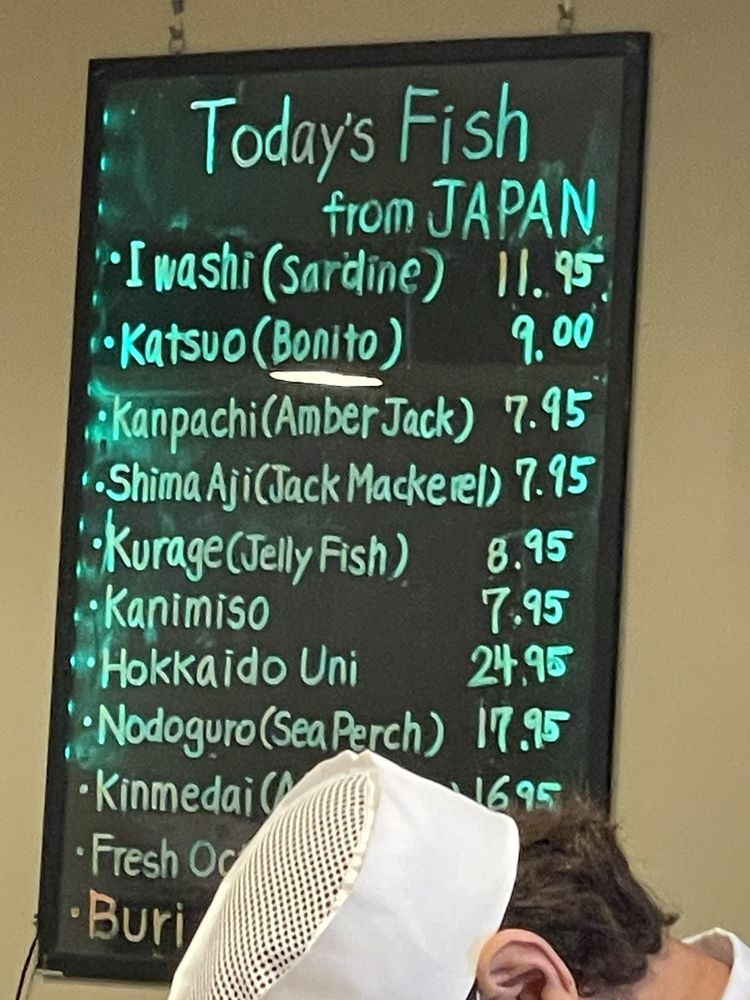 Today's Fish
from JAPAN
·Iwashi (Sardine) 11.95
·Katsuo (Bonito) 9.00
·Kanpachi (Amber Jack) 7.95
·Shima Aji (Jack Mackerel) 7.95
·Kurage (Jelly Fish) 8.95
·Kanimiso 7.95
·Hokkaido Uni 24.95
·Nodoguro (Sea Perch) 17.95
·Kinmedai ( ) 16.95
·Fresh
·Buri